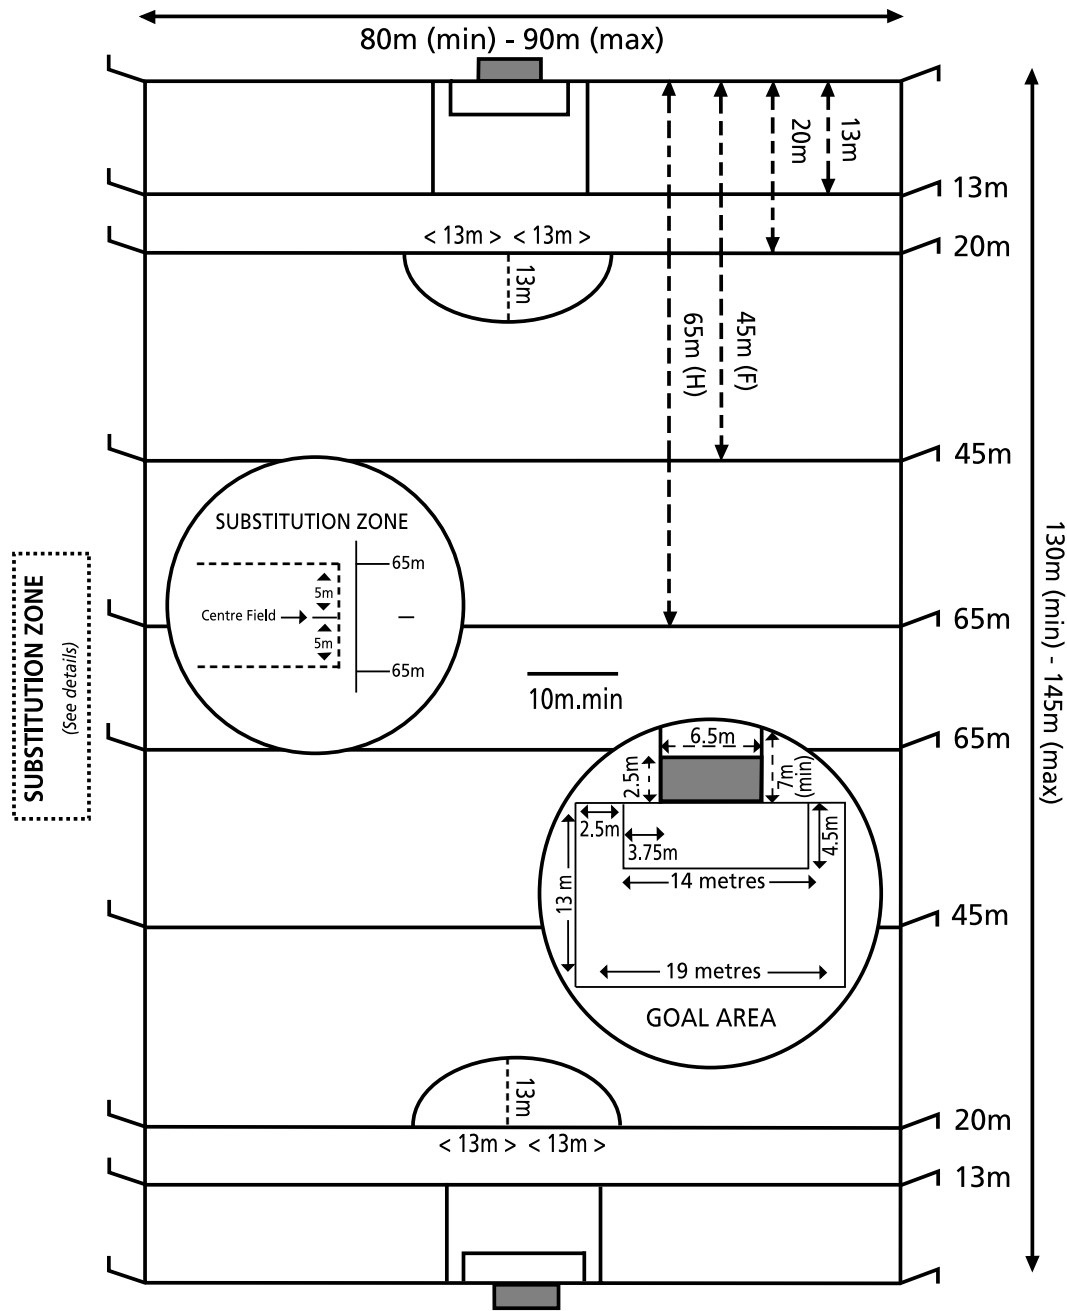 80m (min) - 90m (max)
13m
20m
13m
20m
< 13m > < 13m >
13m
65m (H)
45m (F)
45m
SUBSTITUTION ZONE
65m
5m
Centre Field
5m
65m
SUBSTITUTION ZONE
(See details)
65m
130m (min) - 145m (max)
10m.min
65m
6.5m
2.5m
7m
(min)
2.5m
3.75m
4.5m
13 m
14 metres
19 metres
GOAL AREA
45m
13m
20m
< 13m > < 13m >
13m